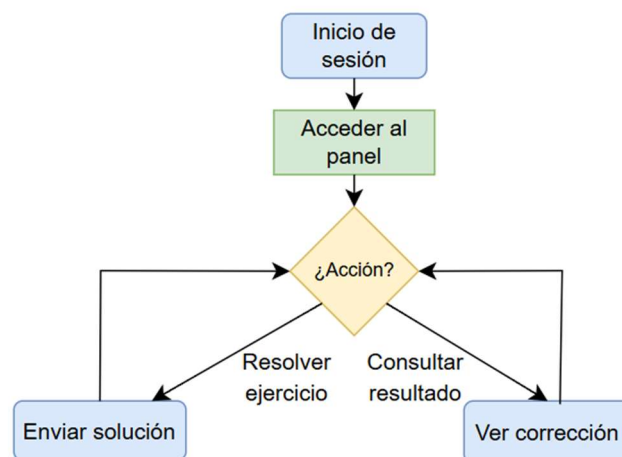 Inicio de
sesión
Acceder al
panel
¿Acción?
Resolver
ejercicio
Consultar
resultado
Enviar solución
Ver corrección